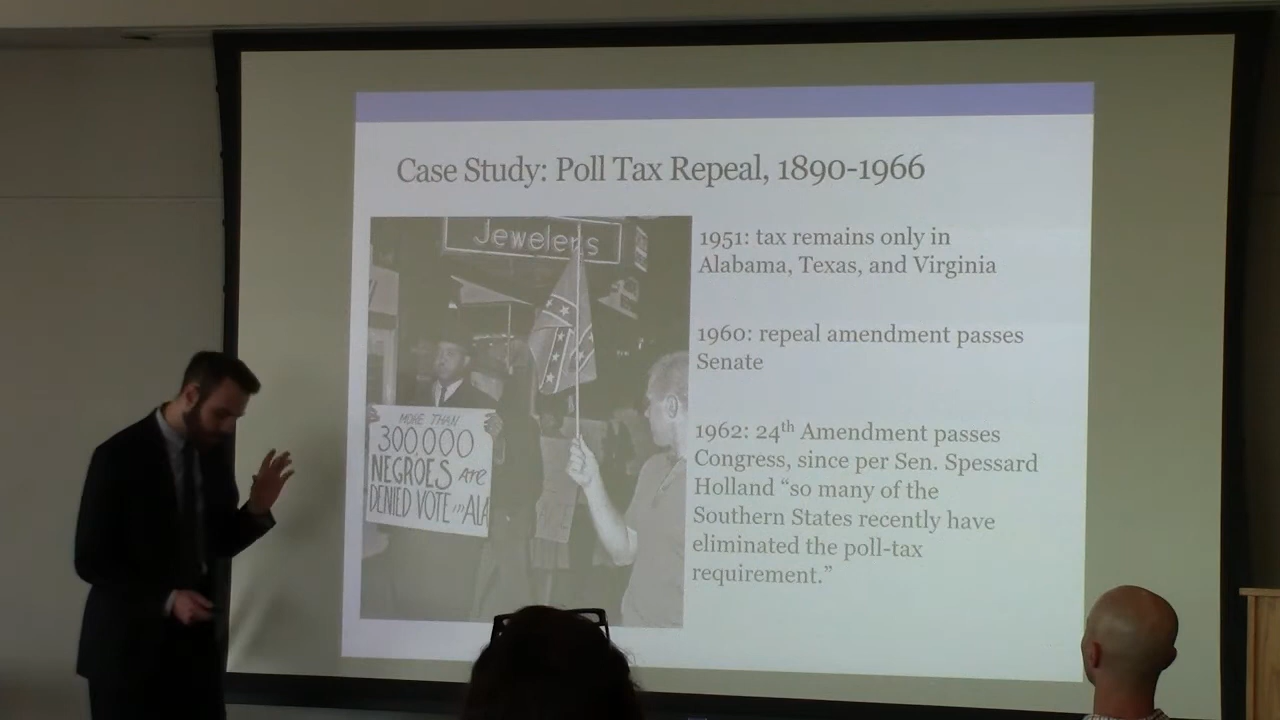 Case Study: Poll Tax Repeal, 1890-1966
Jewelers
MORE THAN
300,000
NEGROES Are
DENIED VOTE in ALA
1951: tax remains only in
Alabama, Texas, and Virginia
1960: repeal amendment passes
Senate
1962: 24th Amendment passes
Congress, since per Sen. Spessard
Holland “so many of the
Southern States recently have
eliminated the poll-tax
requirement.”